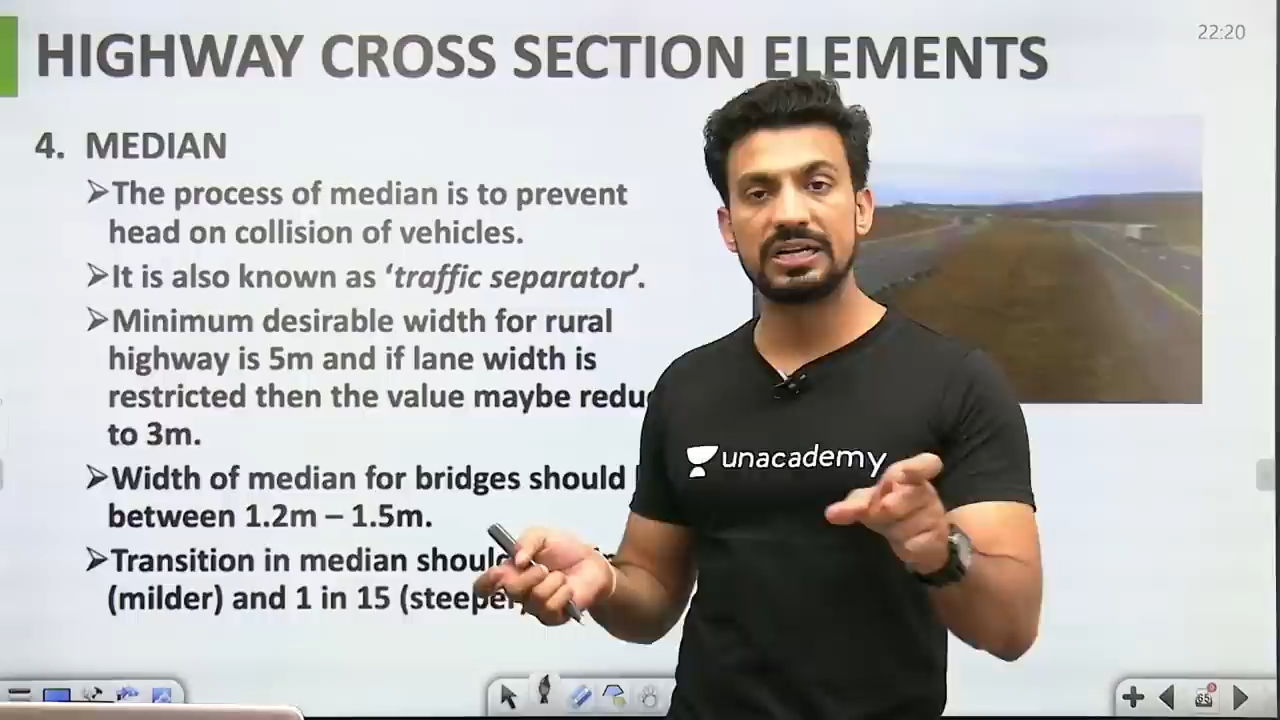 22:20
HIGHWAY CROSS SECTION ELEMENTS
4. MEDIAN
➢The process of median is to prevent
head on collision of vehicles.
➢It is also known as ‘traffic separator’.
➢Minimum desirable width for rural
highway is 5m and if lane width is
restricted then the value maybe
to 3m.
➢Width of median for bridges should
between 1.2m – 1.5m.
➢Transition in median
(milder) and 1 in 15
unacademy
65